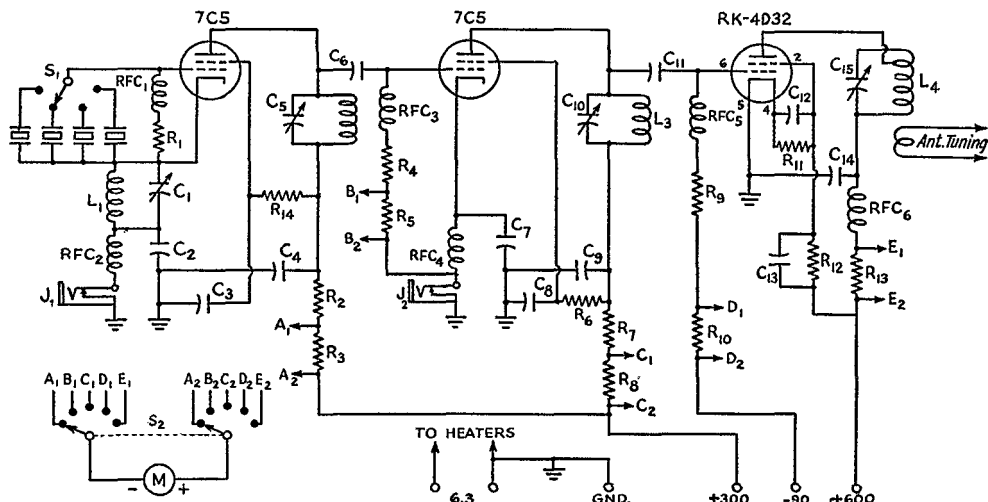 7C5
7C5
RK-4D32
S1
RFC1
R1
L1
C1
RFC2
C2
J1
C3
C4
R14
C5
C6
R2
A1
R3
A2
RFC3
R4
B1
R5
B2
RFC4
J2
C7
C8
C9
R6
C10
L3
C11
R7
C1
R8
C2
RFC5
R9
D1
R10
D2
6
2
5
4
C12
R11
C13
R12
C14
C15
L4
Ant. Tuning
RFC6
E1
R13
E2
A1 B1 C1 D1 E1
A2 B2 C2 D2 E2
S2
- M +
TO HEATERS
6.3
GND.
+300
-90
+600